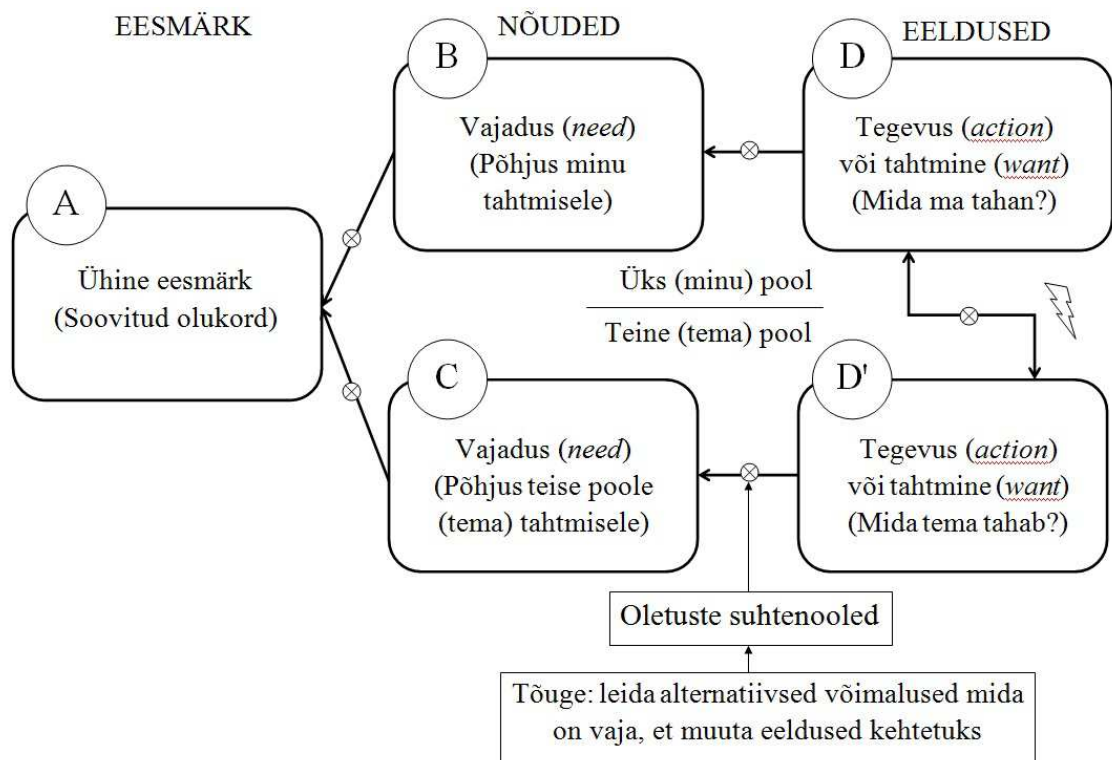 EESMÄRK
NÕUDED
EELDUSED
A
Ühine eesmärk
(Soovitud olukord)
B
Vajadus (need)
(Põhjus minu
tahtmisele)
D
Tegevus (action)
või tahtmine (want)
(Mida ma tahan?)
Üks (minu) pool
Teine (tema) pool
C
Vajadus (need)
(Põhjus teise poole
(tema) tahtmisele)
D'
Tegevus (action)
või tahtmine (want)
(Mida tema tahab?)
Oletuste suhtenooled
Tõuge: leida alternatiivsed võimalused mida
on vaja, et muuta eeldused kehtetuks